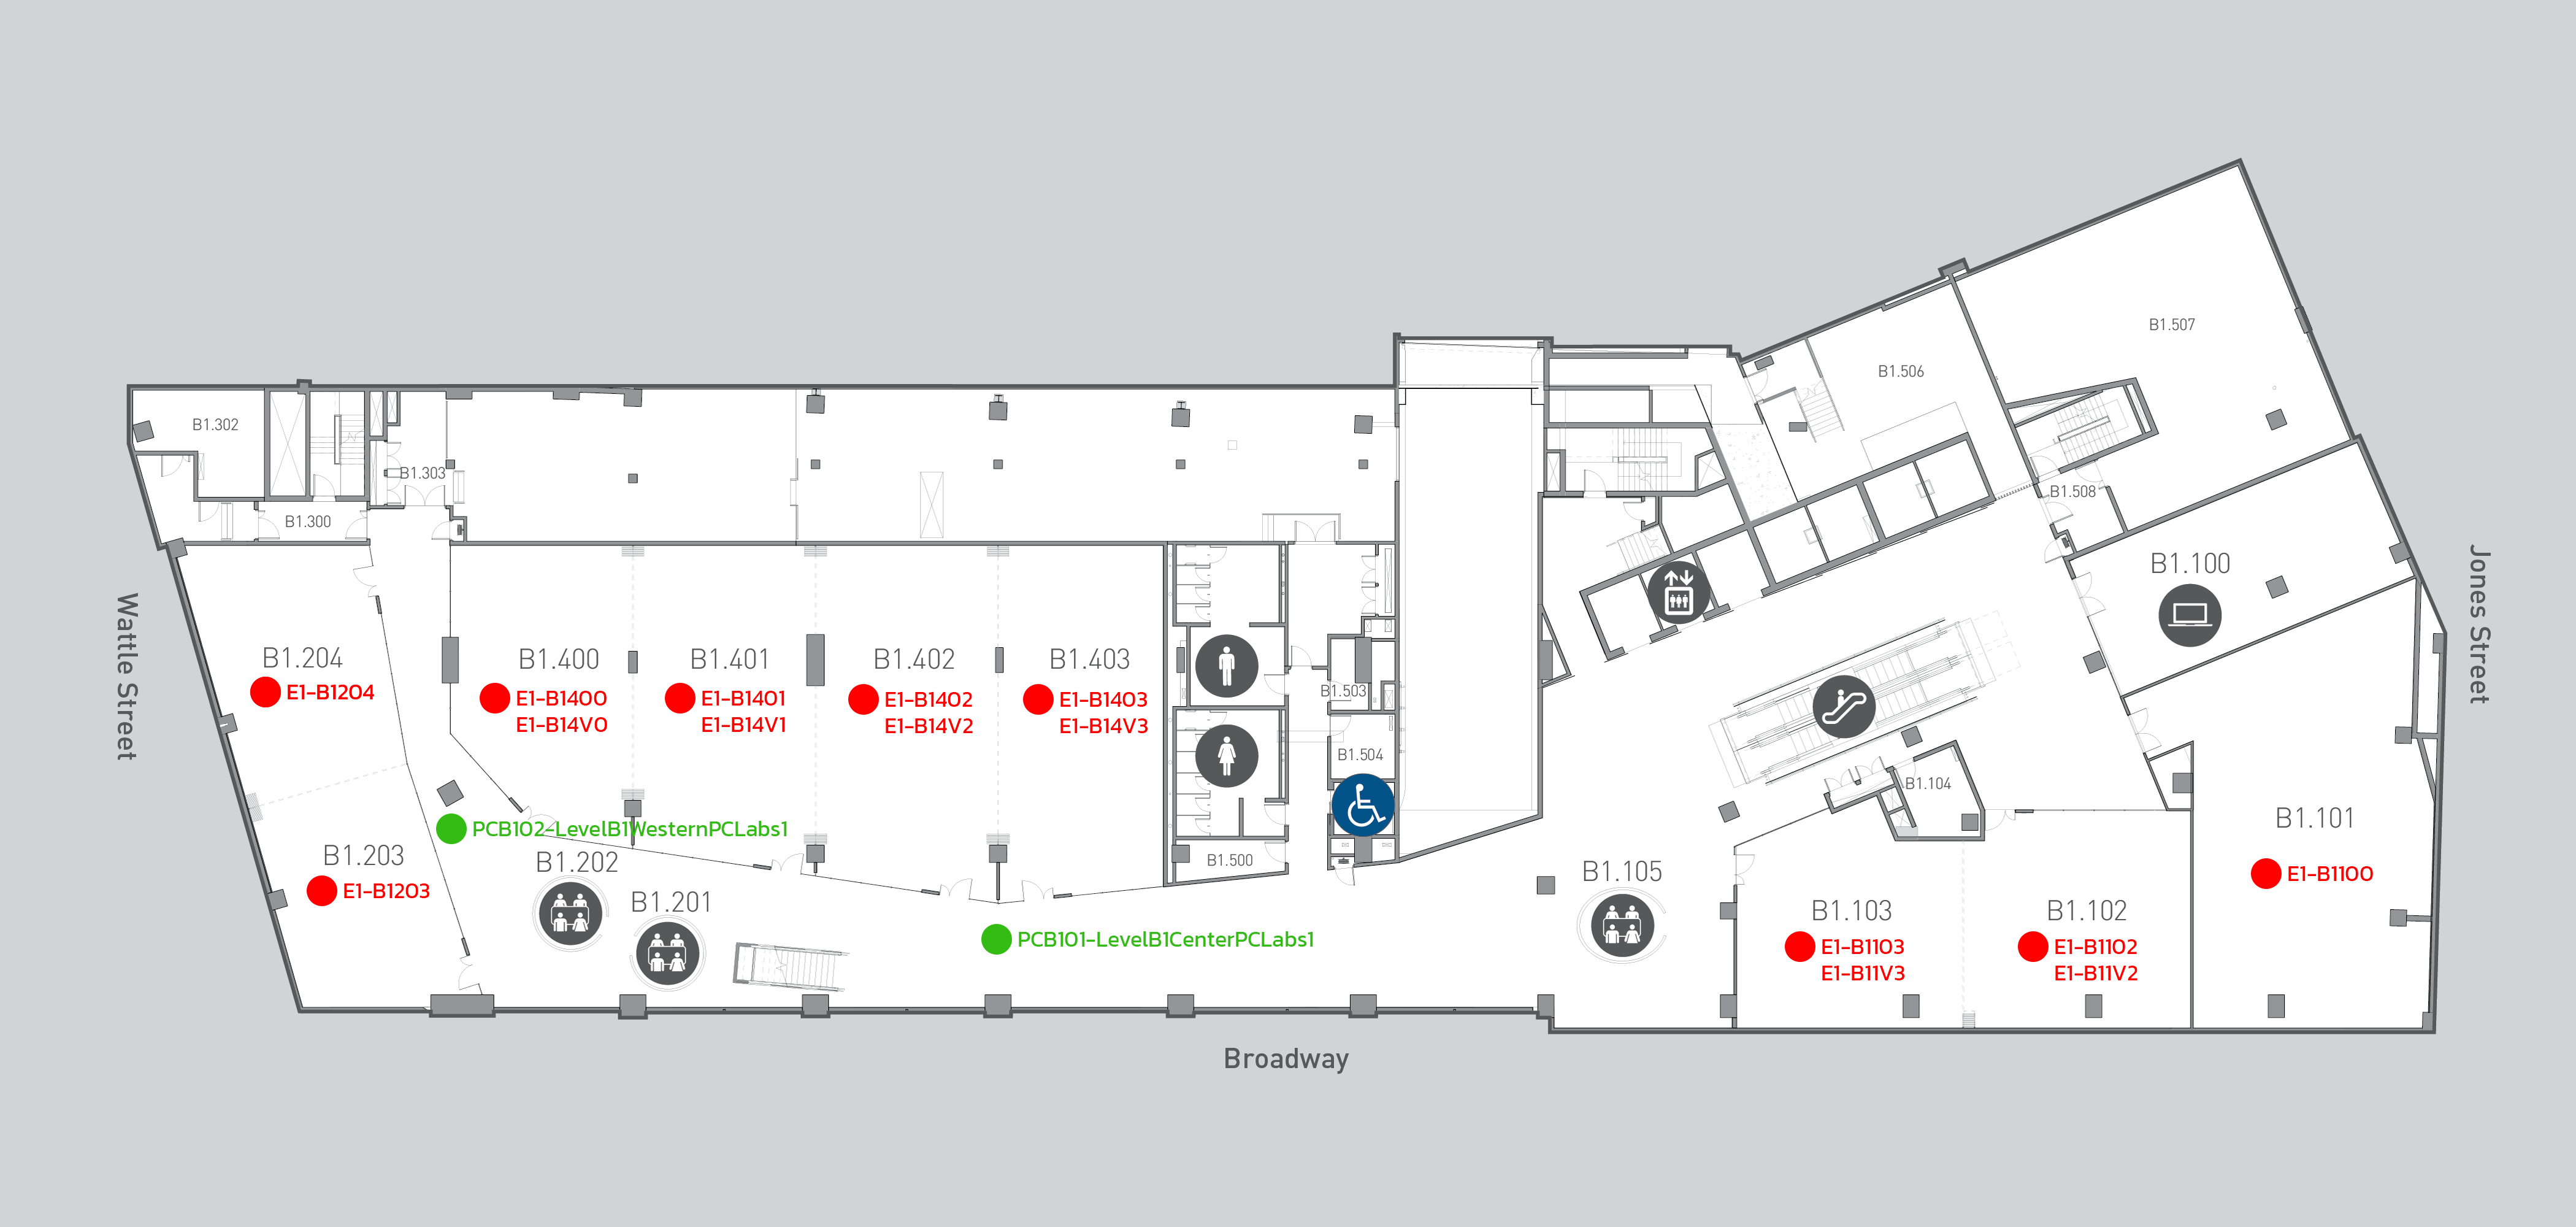 B1.507
B1.506
B1.302
B1.303
B1.508
B1.300
B1.100
Wattle Street
Jones Street
B1.204
E1-B1204
B1.400
E1-B1400
E1-B14V0
B1.401
E1-B1401
E1-B14V1
B1.402
E1-B1402
E1-B14V2
B1.403
E1-B1403
E1-B14V3
B1.503
B1.504
B1.104
B1.101
E1-B1100
PCB102-LevelB1WesternPCLabs1
B1.203
E1-B1203
B1.202
B1.201
B1.500
B1.105
B1.103
E1-B1103
E1-B11V3
B1.102
E1-B1102
E1-B11V2
PCB101-LevelB1CenterPCLabs1
Broadway